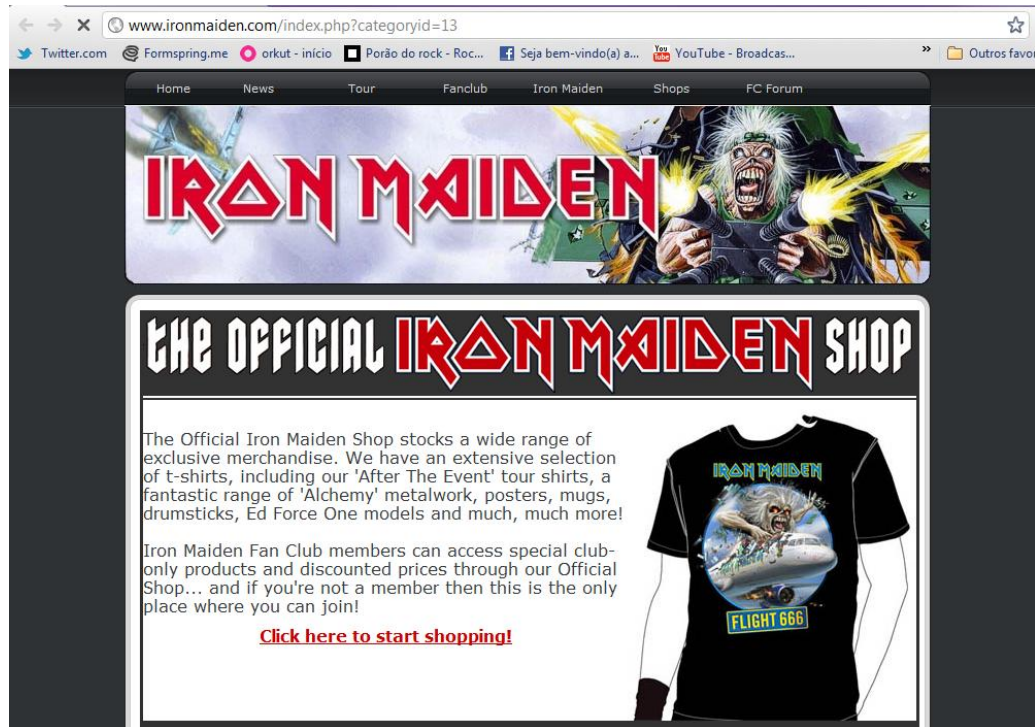 www.ironmaiden.com/index.php?categoryid=13
Twitter.com Formspring.me orkut - início Porão do rock - Roc... Seja bem-vindo(a) a... YouTube - Broadcas... » Outros favor
Home News Tour Fanclub Iron Maiden Shops FC Forum
IRON MAIDEN
THE OFFICIAL IRON MAIDEN SHOP
The Official Iron Maiden Shop stocks a wide range of
exclusive merchandise. We have an extensive selection
of t-shirts, including our 'After The Event' tour shirts, a
fantastic range of 'Alchemy' metalwork, posters, mugs,
drumsticks, Ed Force One models and much, much more!
Iron Maiden Fan Club members can access special club-
only products and discounted prices through our Official
Shop... and if you're not a member then this is the only
place where you can join!
Click here to start shopping!
IRON MAIDEN
FLIGHT 666